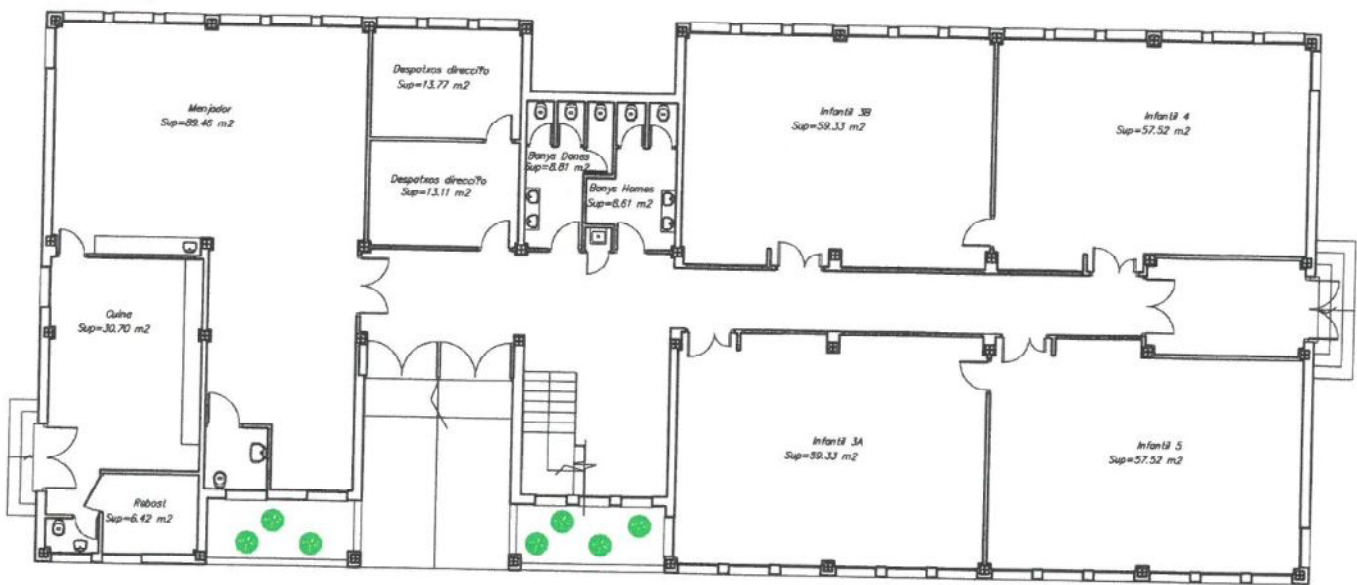 Menjador
Sup=89.46 m2
Despatxos direcci?o
Sup=13.77 m2
Despatxos direcci?o
Sup=13.11 m2
Banys Dones
Sup=8.81 m2
Banys Homes
Sup=8.61 m2
Infantil 3B
Sup=59.33 m2
Infantil 4
Sup=57.52 m2
Cuina
Sup=30.70 m2
Rebost
Sup=6.42 m2
Infantil 3A
Sup=59.33 m2
Infantil 5
Sup=57.52 m2